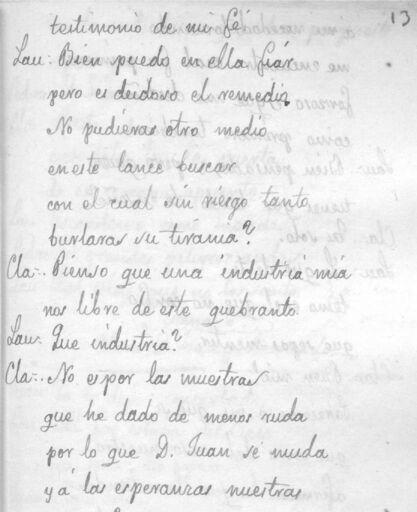 13
testimonio de mi fé
Lau: Bien puedo en ella fiár
pero es deidoso el remedio
No pudieras otro medio
en este lance buscar
con el cual sin riesgo tanto
burlaras su tirania?
Cla-. Pienso que una industria mia
nos libre de este quebranto.
Lau- Que industria?
Cla-.. No es por las muestras
que he dado de menos ruda
por lo que D. Juan se muda
y á las esperanzas nuestras